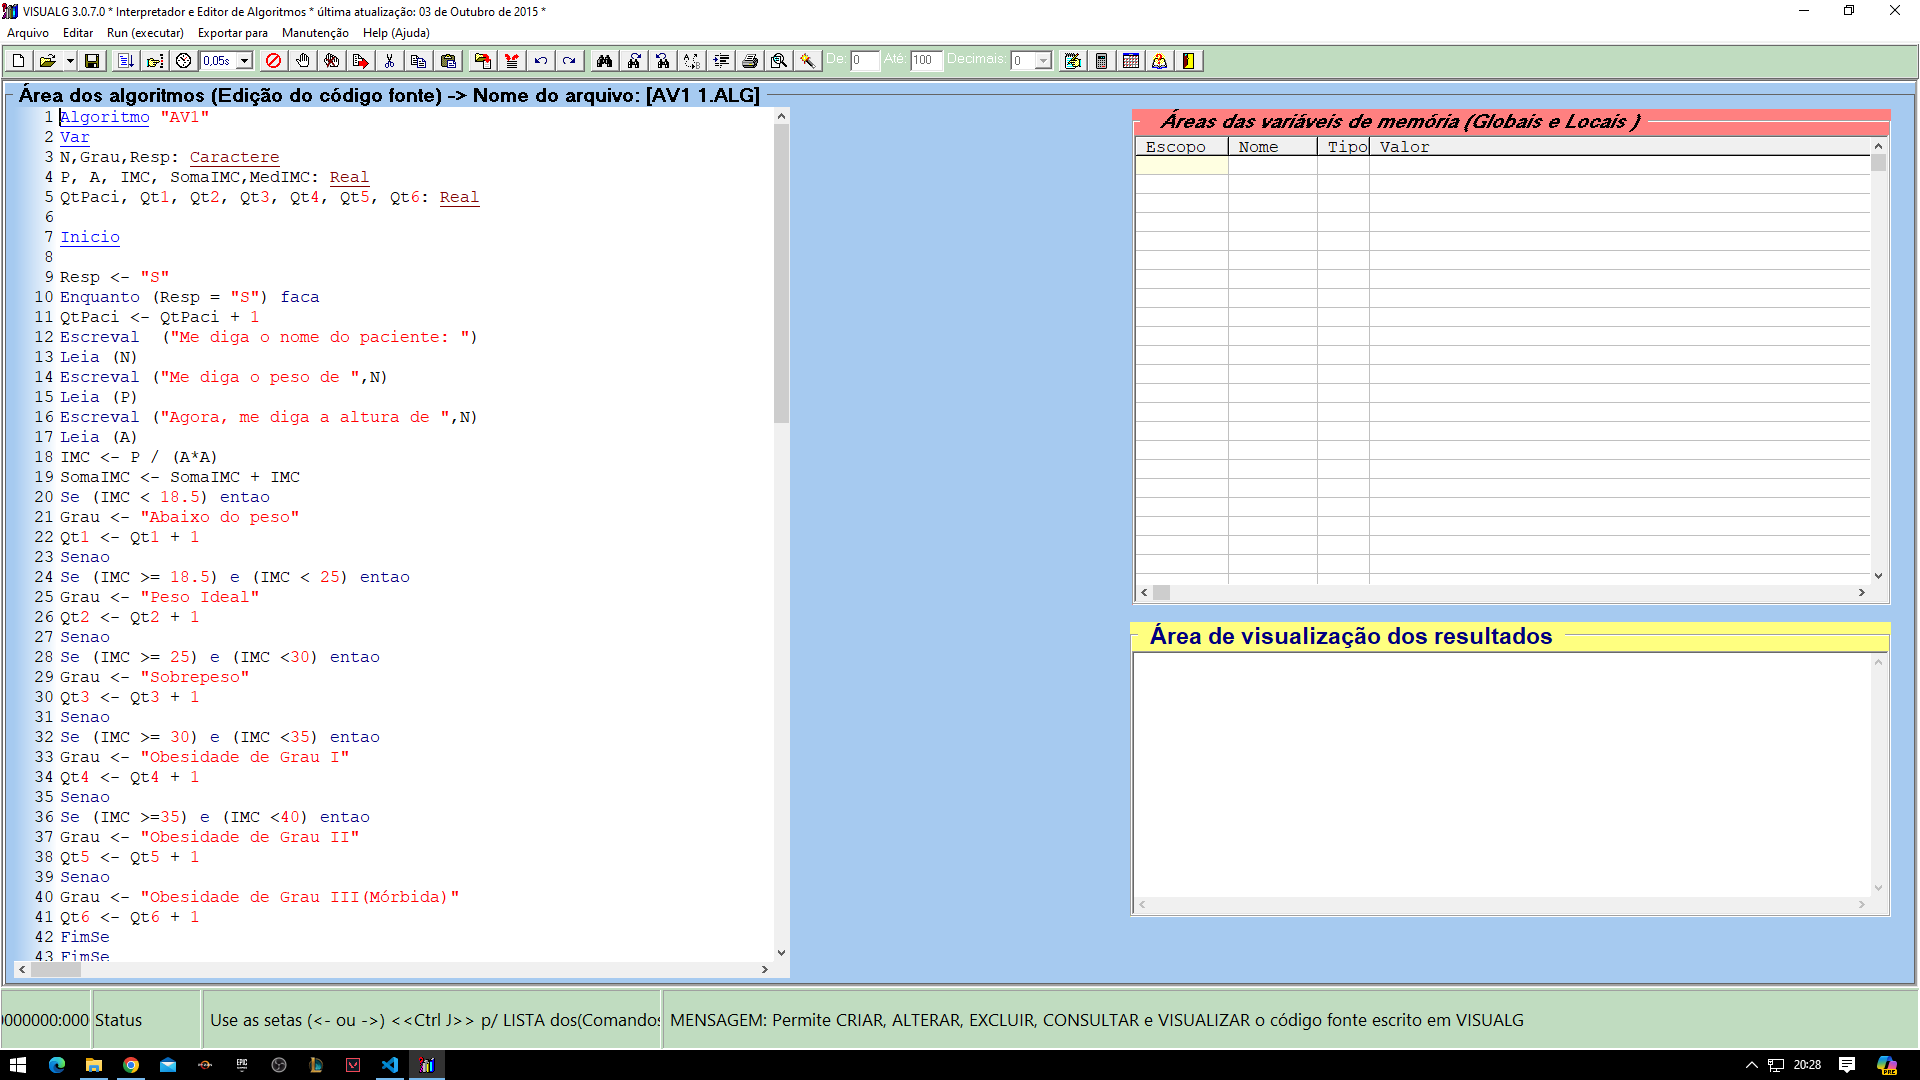 VISUALG 3.0.7.0 * Interpretador e Editor de Algoritmos * última atualização: 03 de Outubro de 2015 *
Arquivo Editar Run (executar) Exportar para Manutenção Help (Ajuda)
0,05s De: 0 Até: 100 Decimais: 0
Área dos algoritmos (Edição do código fonte) -> Nome do arquivo: [AV1 1.ALG]
1 Algoritmo "AV1"
2 Var
3 N,Grau,Resp: Caractere
4 P, A, IMC, SomaIMC,MedIMC: Real
5 QtPaci, Qt1, Qt2, Qt3, Qt4, Qt5, Qt6: Real
6
7 Inicio
8
9 Resp <- "S"
10 Enquanto (Resp = "S") faca
11 QtPaci <- QtPaci + 1
12 Escreval  ("Me diga o nome do paciente: ")
13 Leia (N)
14 Escreval ("Me diga o peso de ",N)
15 Leia (P)
16 Escreval ("Agora, me diga a altura de ",N)
17 Leia (A)
18 IMC <- P / (A*A)
19 SomaIMC <- SomaIMC + IMC
20 Se (IMC < 18.5) entao
21 Grau <- "Abaixo do peso"
22 Qt1 <- Qt1 + 1
23 Senao
24 Se (IMC >= 18.5) e (IMC < 25) entao
25 Grau <- "Peso Ideal"
26 Qt2 <- Qt2 + 1
27 Senao
28 Se (IMC >= 25) e (IMC <30) entao
29 Grau <- "Sobrepeso"
30 Qt3 <- Qt3 + 1
31 Senao
32 Se (IMC >= 30) e (IMC <35) entao
33 Grau <- "Obesidade de Grau I"
34 Qt4 <- Qt4 + 1
35 Senao
36 Se (IMC >=35) e (IMC <40) entao
37 Grau <- "Obesidade de Grau II"
38 Qt5 <- Qt5 + 1
39 Senao
40 Grau <- "Obesidade de Grau III(Mórbida)"
41 Qt6 <- Qt6 + 1
42 FimSe
43 FimSe
Áreas das variáveis de memória (Globais e Locais )
Escopo Nome Tipo Valor
Área de visualização dos resultados
0000000:000 Status Use as setas (<- ou ->) <<Ctrl J>> p/ LISTA dos(Comandos MENSAGEM: Permite CRIAR, ALTERAR, EXCLUIR, CONSULTAR e VISUALIZAR o código fonte escrito em VISUALG
EPIC
20:28
PRE